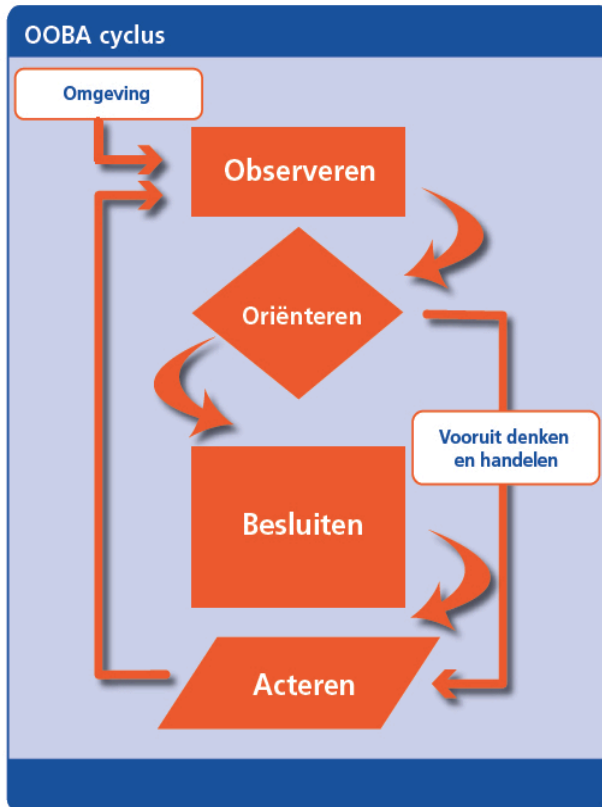 OOBA cyclus
Omgeving
Observeren
Oriënteren
Vooruit denken
en handelen
Besluiten
Acteren